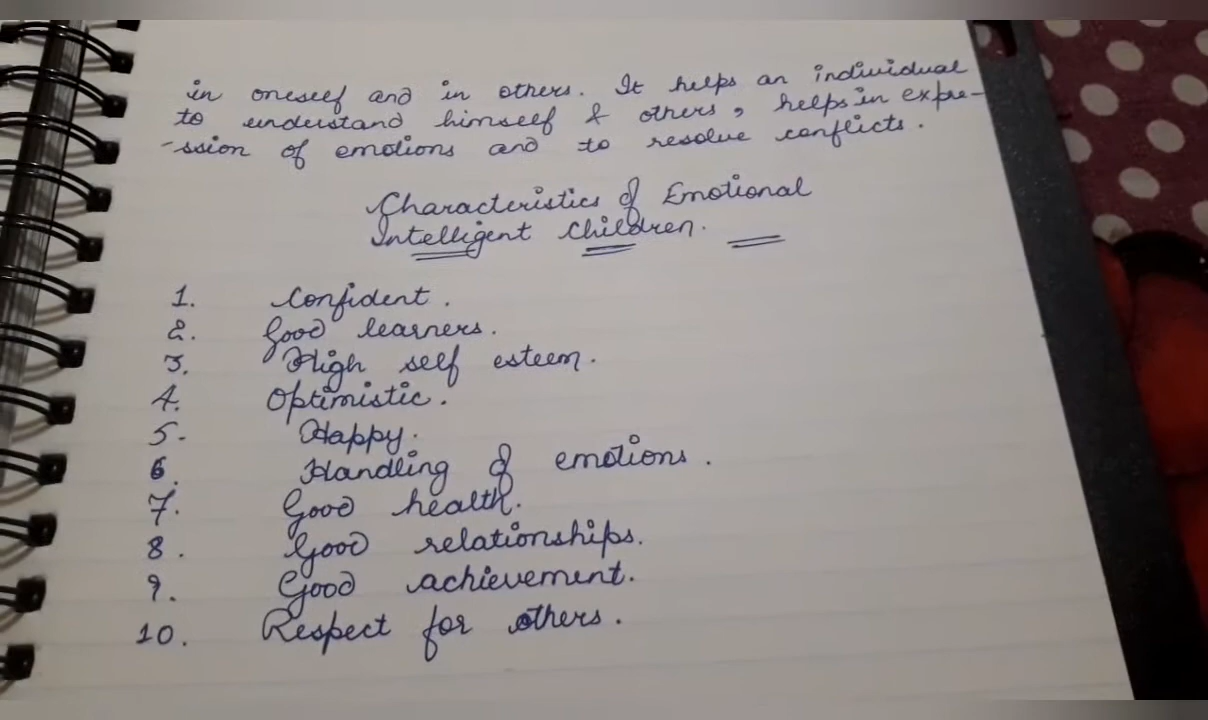 in oneself and in others. It helps an individual
to understand himself & others, helps in expre-
-ssion of emotions and to resolve conflicts.
Characteristics of Emotional
Intelligent Children.
1. Confident.
2. Good learners.
3. High self esteem.
4. Optimistic.
5. Happy.
6. Handling of emotions.
7. Good health.
8. Good relationships.
9. Good achievement.
10. Respect for others.